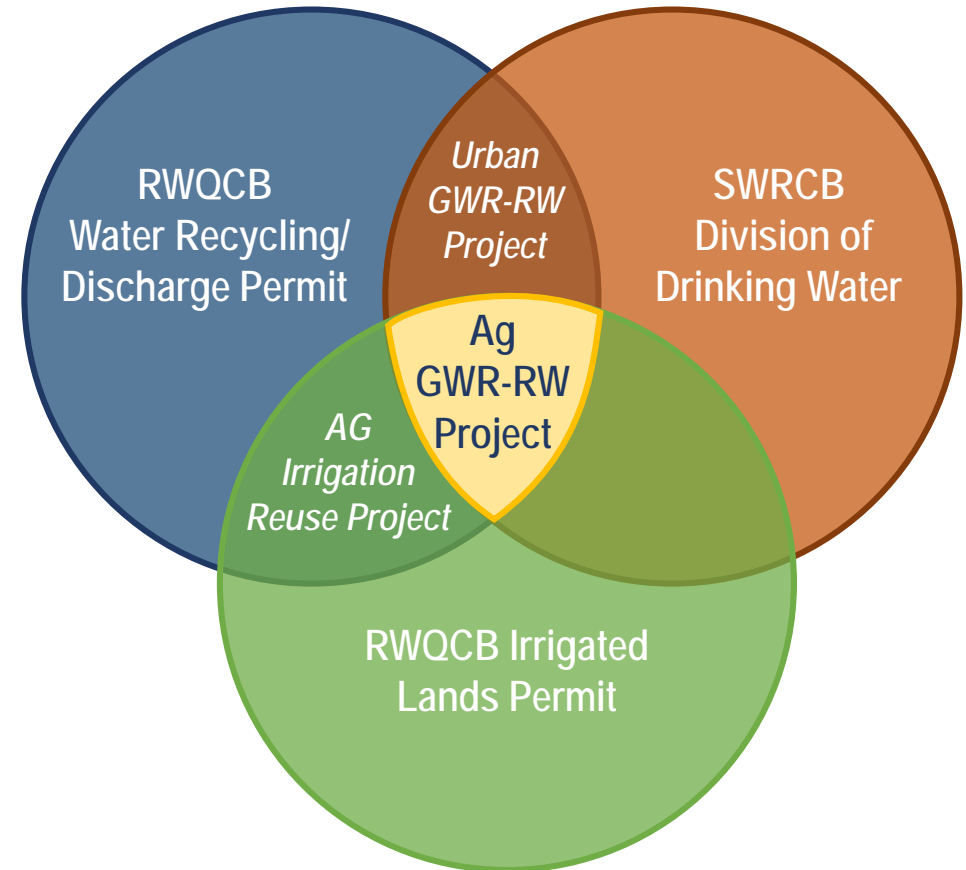 RWQCB
Water Recycling/
Discharge Permit
Urban
GWR-RW
Project
SWRCB
Division of
Drinking Water
Ag
GWR-RW
Project
AG
Irrigation
Reuse Project
RWQCB Irrigated
Lands Permit